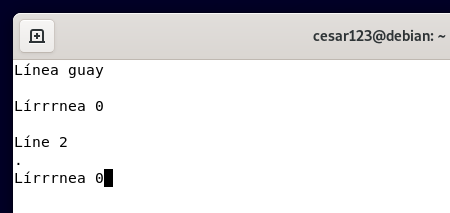 cesar123@debian: ~
Línea guay
Lírrrnea 0
Líne 2
.
Lírrrnea 0